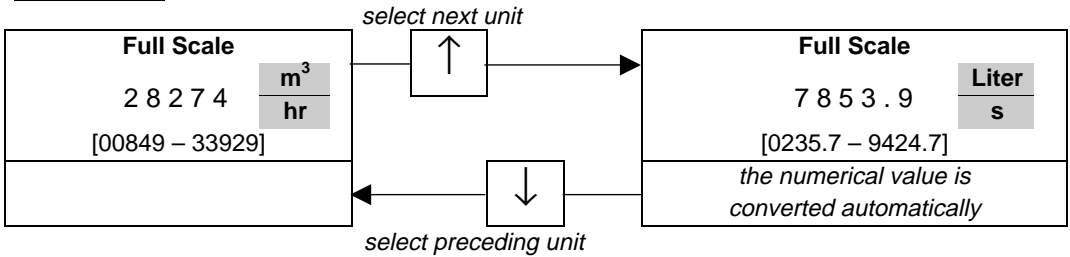 select next unit
Full Scale
↑
Full Scale
28274 m³
hr
7853.9 Liter
s
[00849 – 33929]
[0235.7 – 9424.7]
↓
the numerical value is
converted automatically
select preceding unit